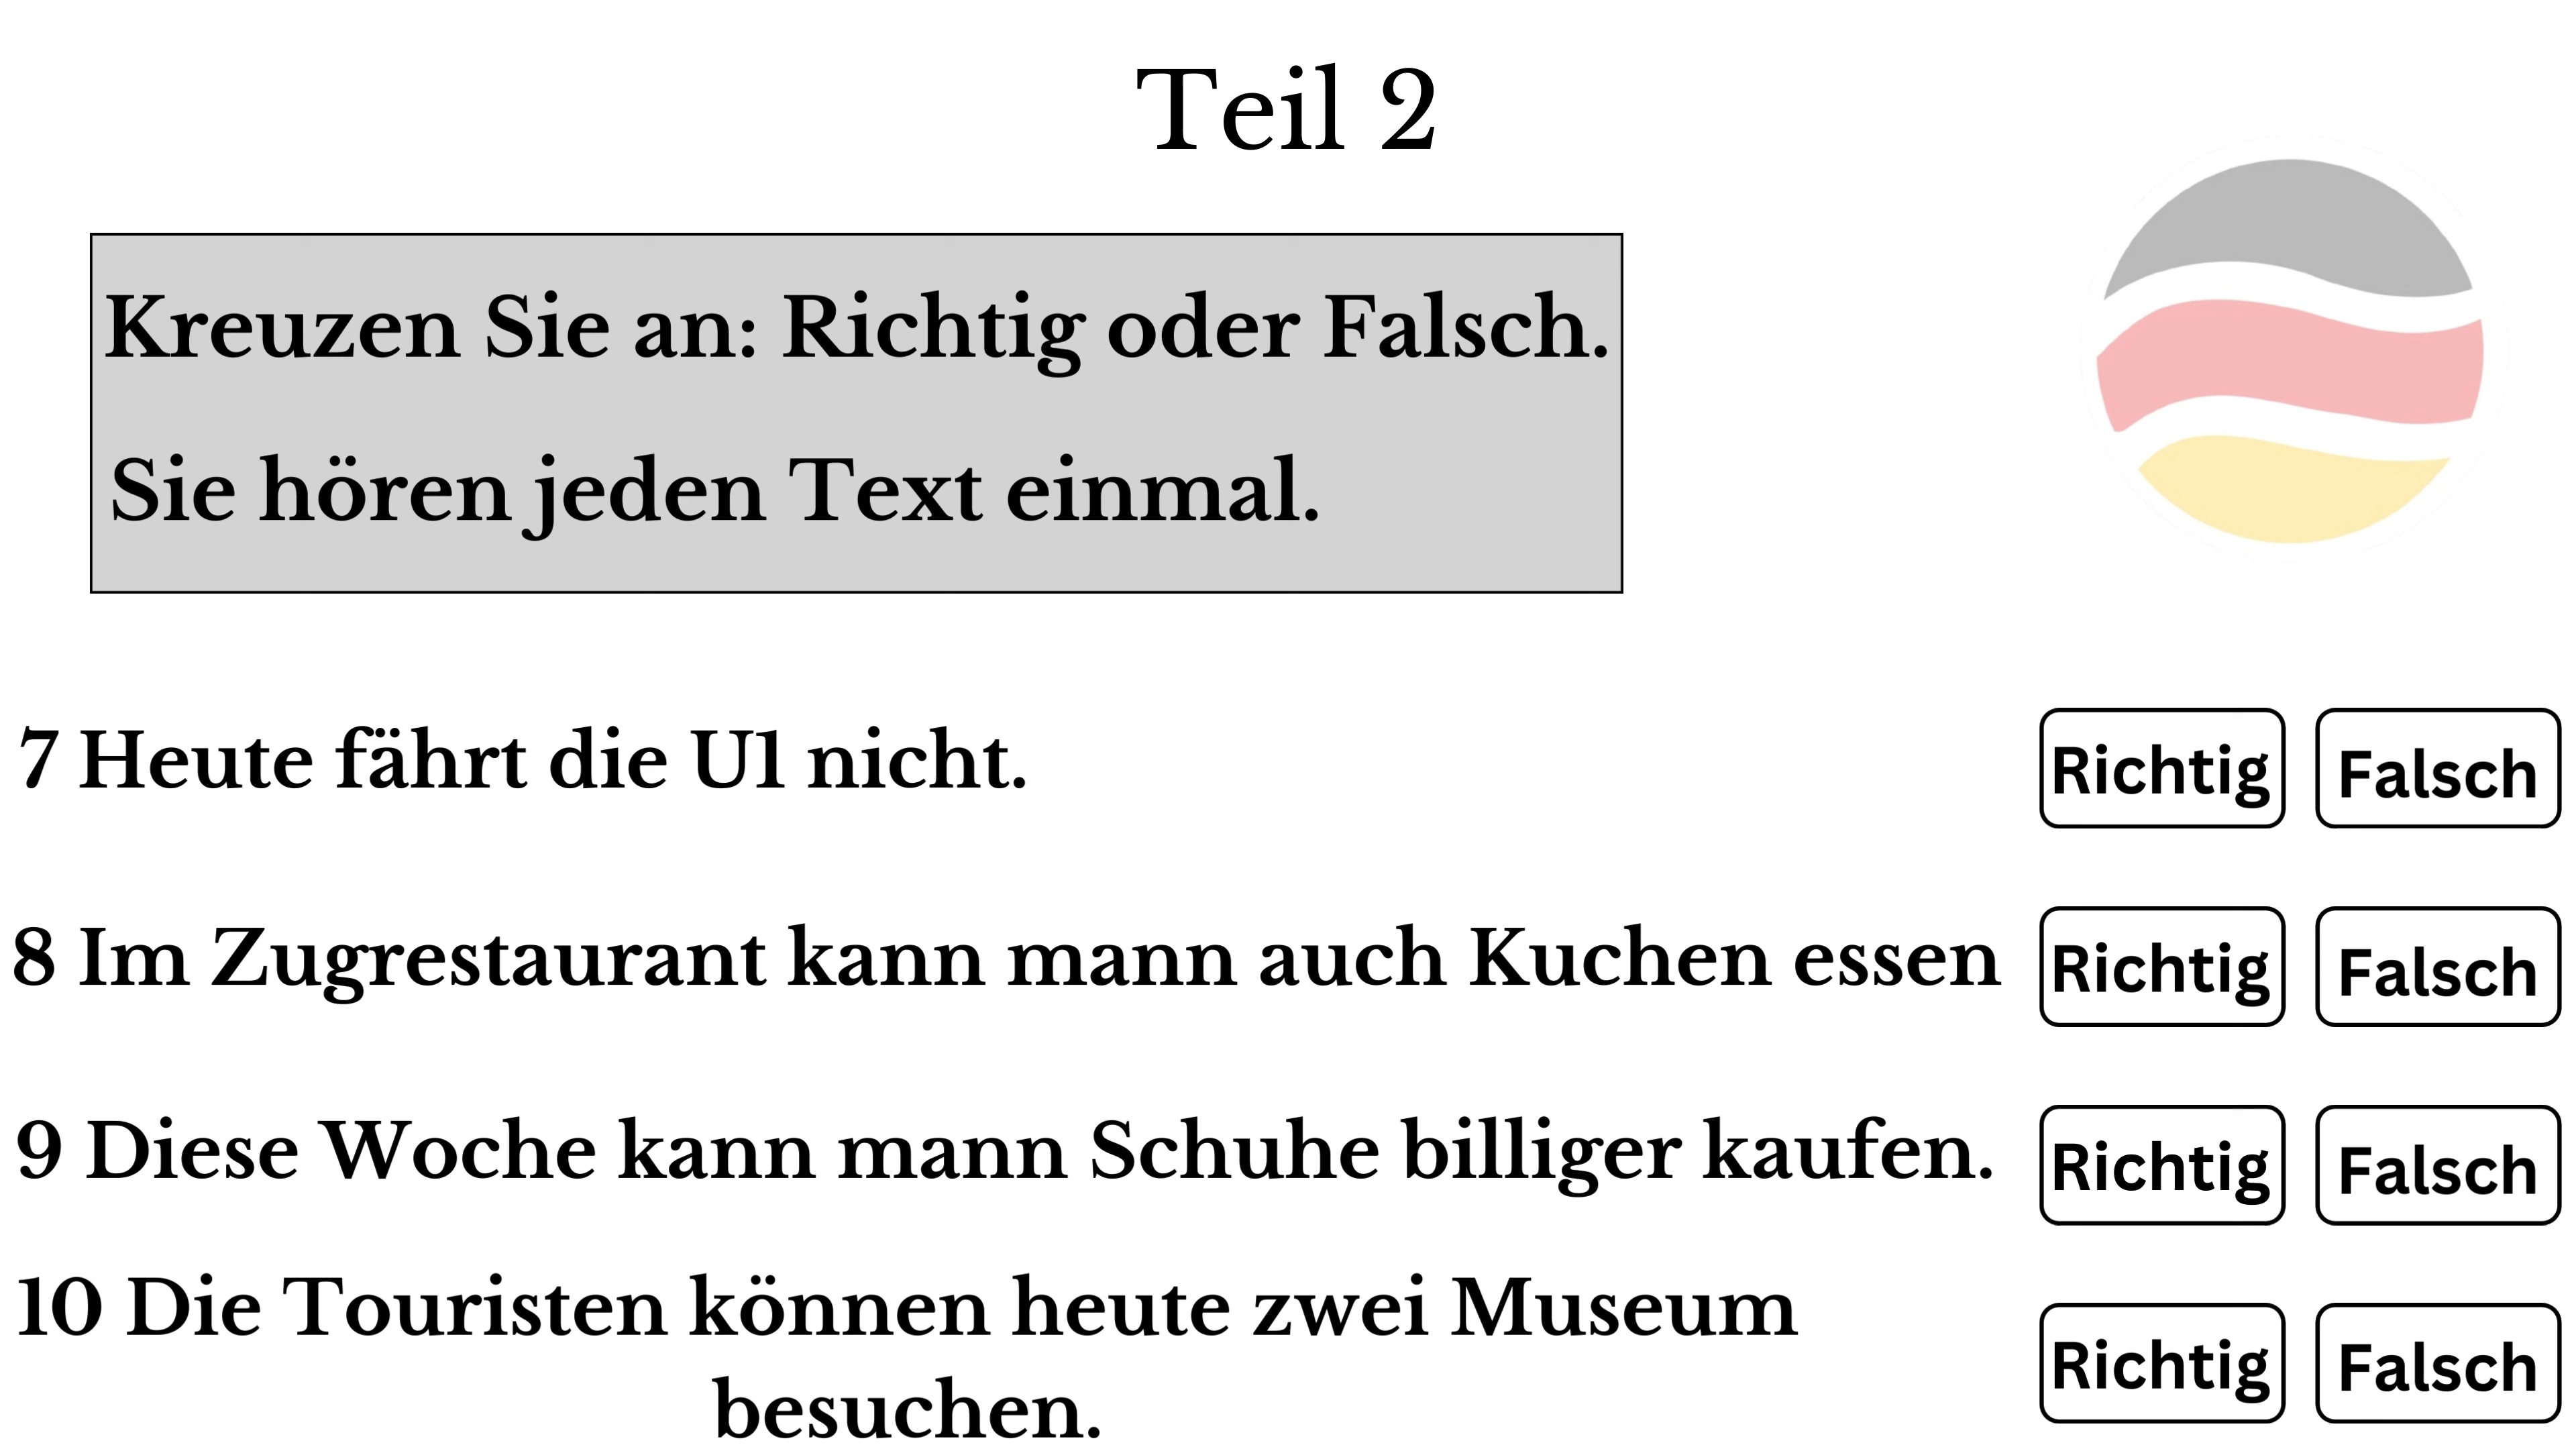 Teil 2
Kreuzen Sie an: Richtig oder Falsch.
Sie hören jeden Text einmal.
7 Heute fährt die U1 nicht. Richtig Falsch
8 Im Zugrestaurant kann mann auch Kuchen essen Richtig Falsch
9 Diese Woche kann mann Schuhe billiger kaufen. Richtig Falsch
10 Die Touristen können heute zwei Museum
besuchen. Richtig Falsch